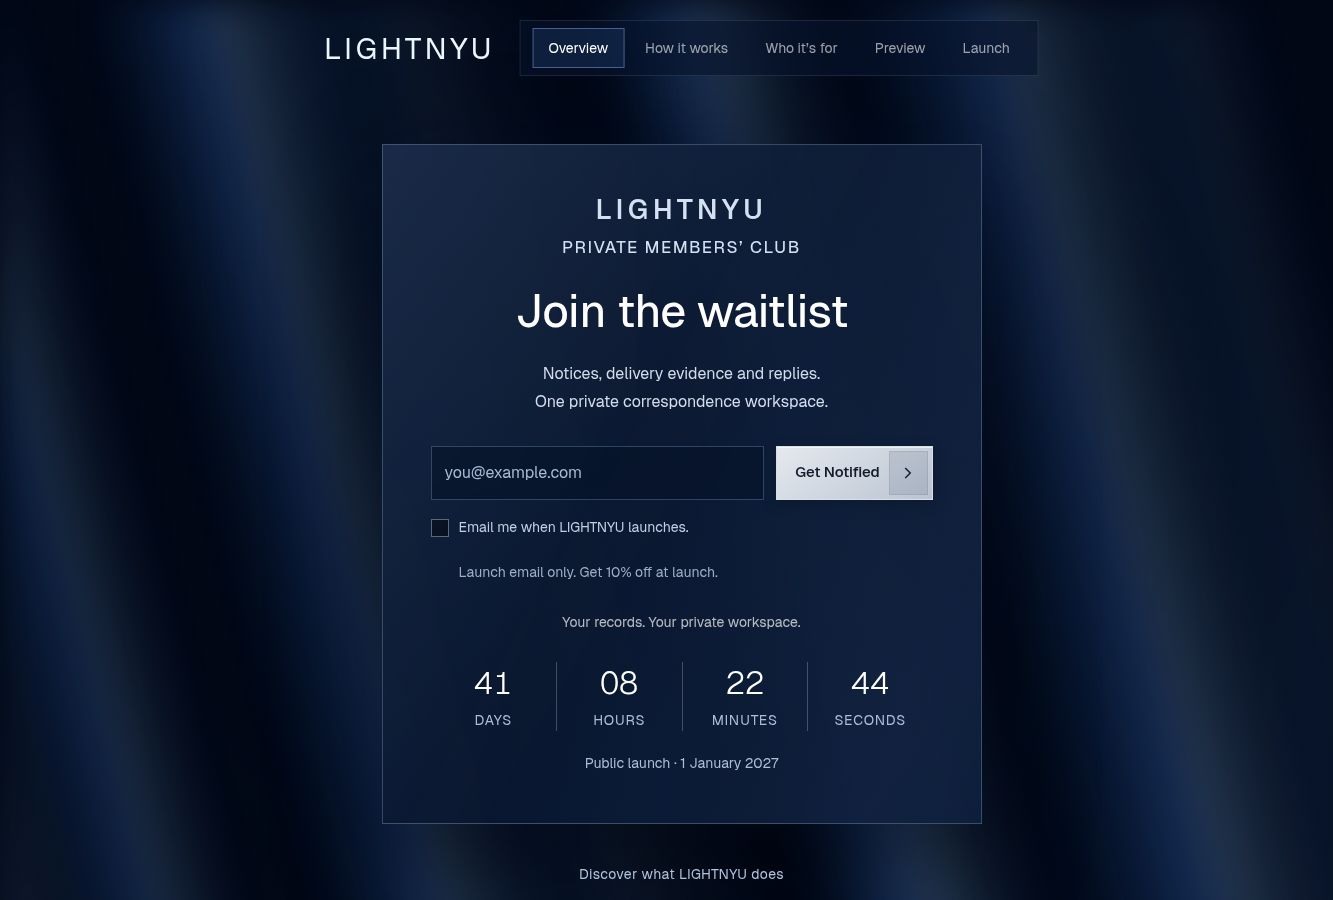 LIGHTNYU
Overview
How it works
Who it's for
Preview
Launch
LIGHTNYU
PRIVATE MEMBERS’ CLUB
Join the waitlist
Notices, delivery evidence and replies.
One private correspondence workspace.
you@example.com
Get Notified
Email me when LIGHTNYU launches.
Launch email only. Get 10% off at launch.
Your records. Your private workspace.
41 08 22 44
DAYS HOURS MINUTES SECONDS
Public launch · 1 January 2027
Discover what LIGHTNYU does